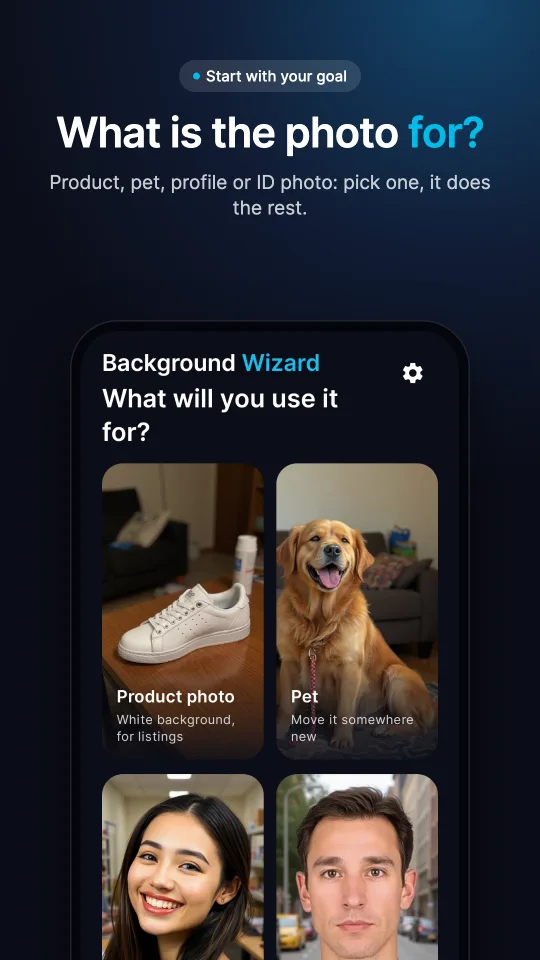 Start with your goal
What is the photo for?
Product, pet, profile or ID photo: pick one, it does
the rest.
Background Wizard
What will you use it
for?
Product photo
White background,
for listings
Pet
Move it somewhere
new